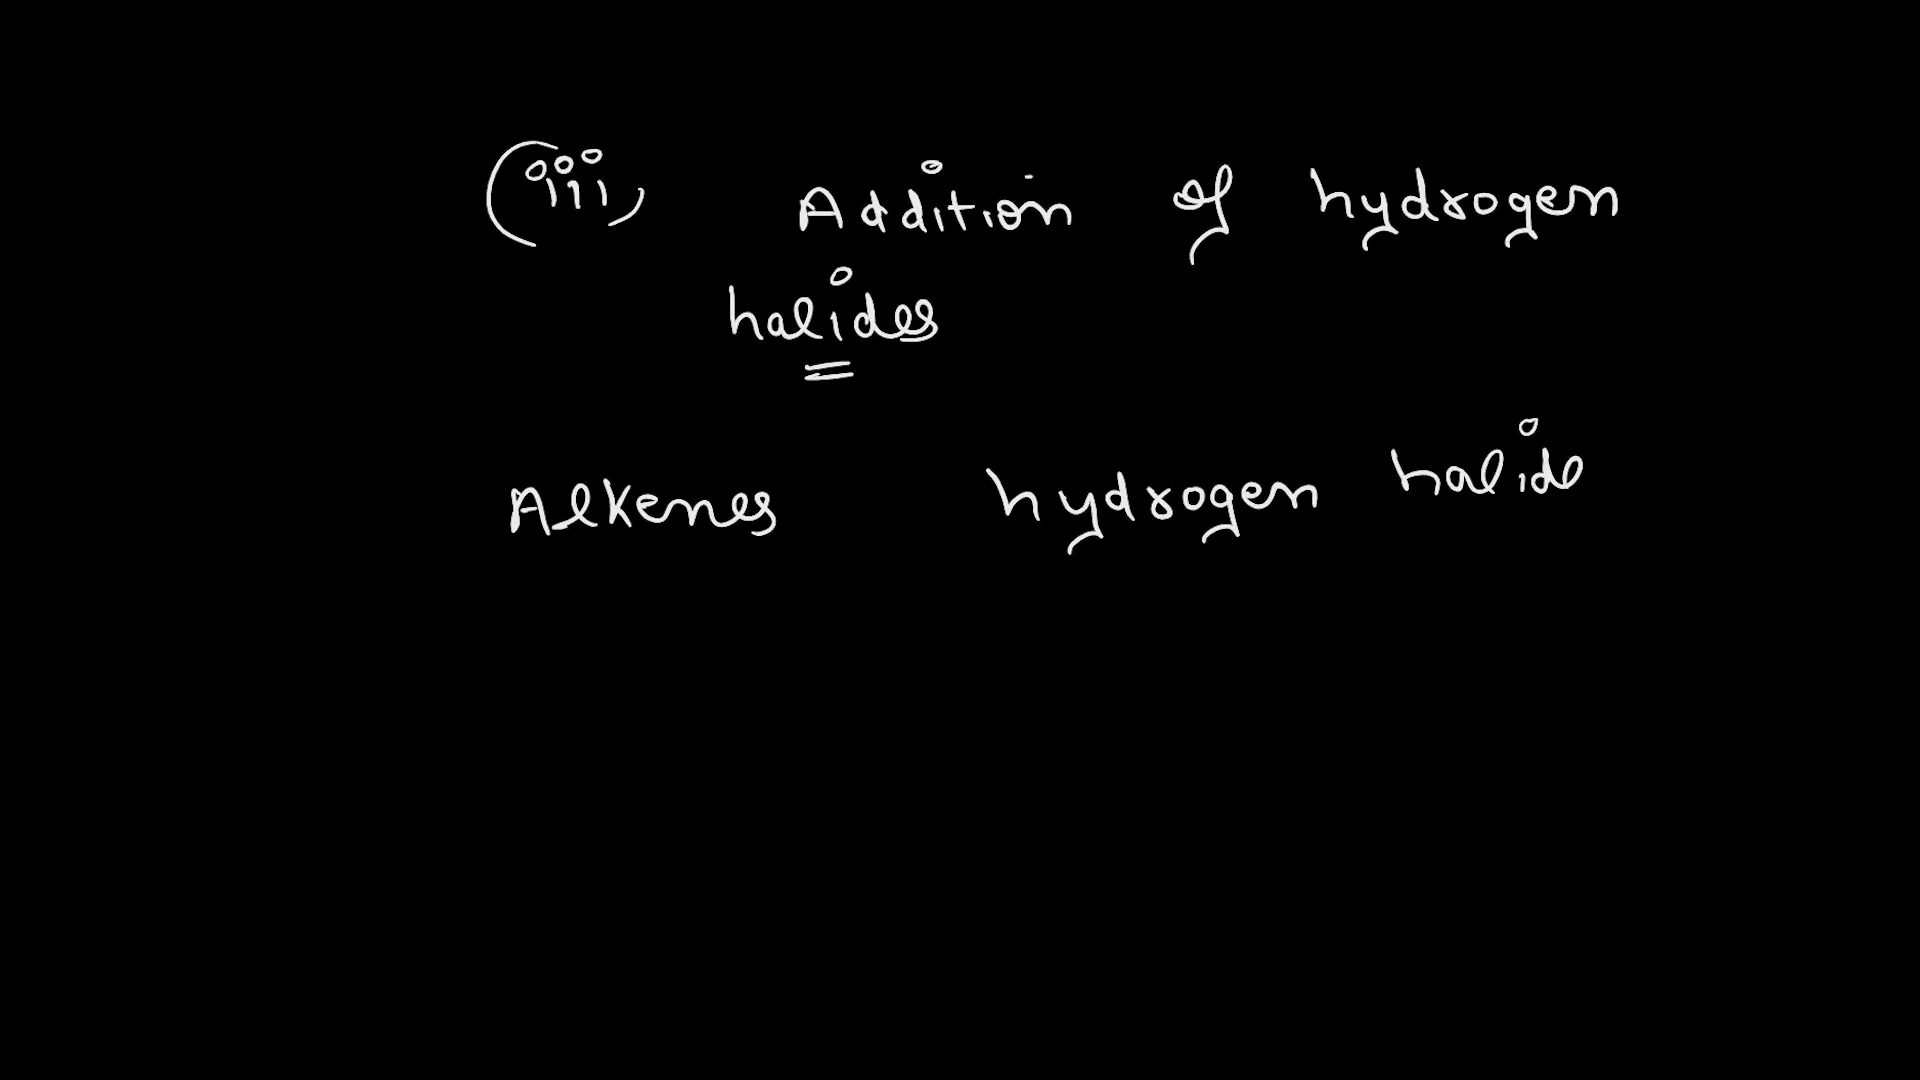 (iii) Addition of hydrogen
halides
Alkenes hydrogen halide